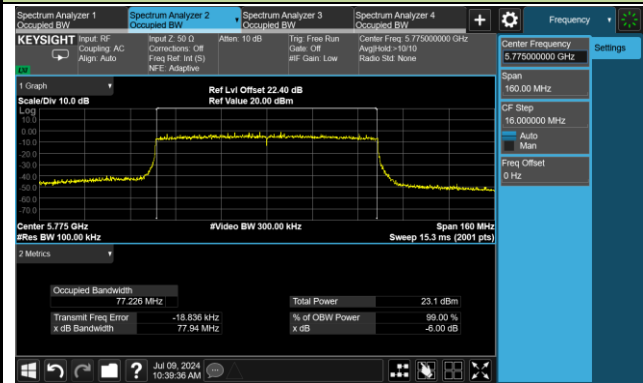 Spectrum Analyzer 1
Occupied BW
Spectrum Analyzer 2
Occupied BW
Spectrum Analyzer 3
Occupied BW
Spectrum Analyzer 4
Occupied BW
+
Frequency
KEYSIGHT
Input: RF
Coupling: AC
Align: Auto
Input Z: 50 Ω
Corrections: Off
Freq Ref: Int (S)
NFE: Adaptive
Atten: 10 dB
Trig: Free Run
Gate: Off
#IF Gain: Low
Center Freq: 5.775000000 GHz
Avg|Hold:>10/10
Radio Std: None
Center Frequency
5.775000000 GHz
Settings
Span
160.00 MHz
CF Step
16.000000 MHz
Auto
Man
Freq Offset
0 Hz
1 Graph
Scale/Div 10.0 dB
Ref Lvl Offset 22.40 dB
Ref Value 20.00 dBm
Log
10.0
0.00
-10.0
-20.0
-30.0
-40.0
-50.0
-60.0
-70.0
Center 5.775 GHz
#Res BW 100.00 kHz
#Video BW 300.00 kHz
Span 160 MHz
Sweep 15.3 ms (2001 pts)
2 Metrics
Occupied Bandwidth
77.226 MHz
Total Power 23.1 dBm
Transmit Freq Error -18.836 kHz
% of OBW Power 99.00 %
x dB Bandwidth 77.94 MHz
x dB -6.00 dB
?
Jul 09, 2024
10:39:36 AM